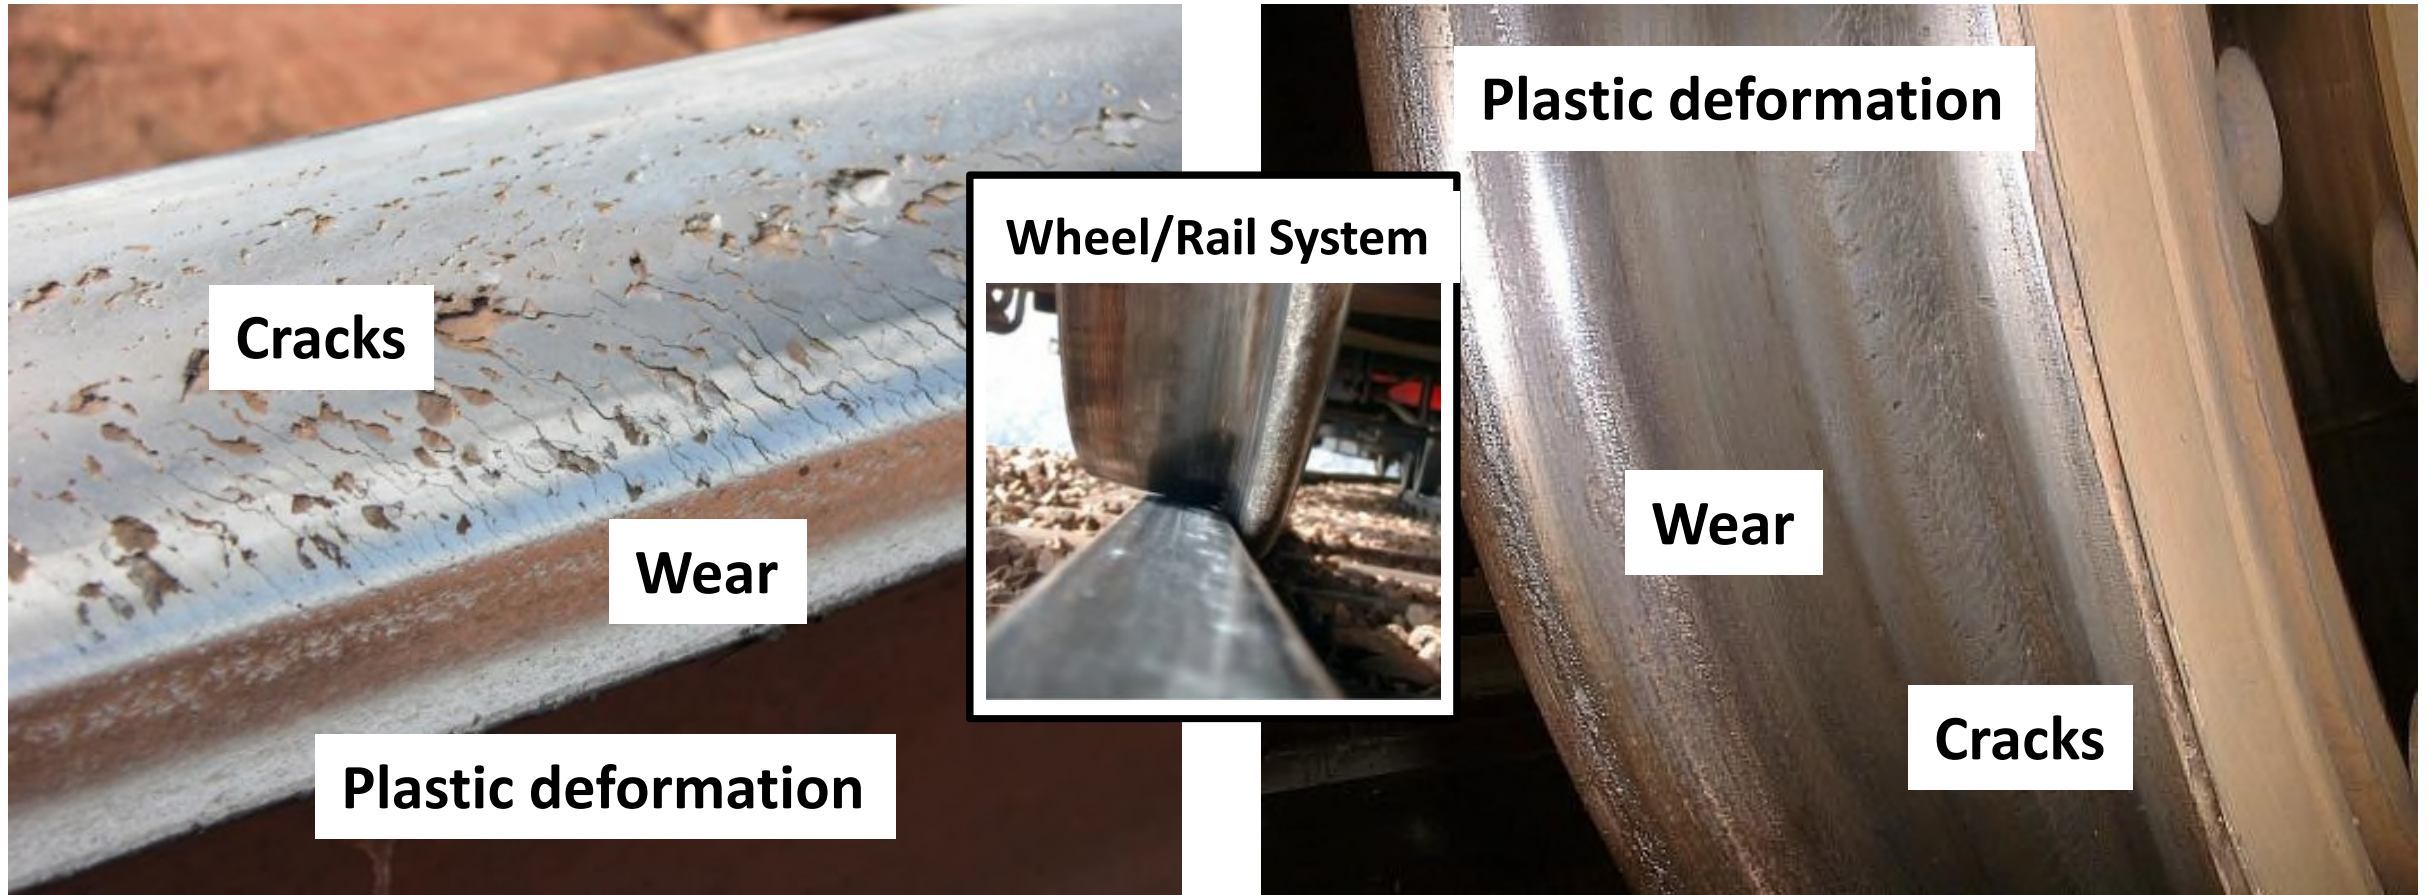 Cracks
Wear
Plastic deformation
Wheel/Rail System
Plastic deformation
Wear
Cracks